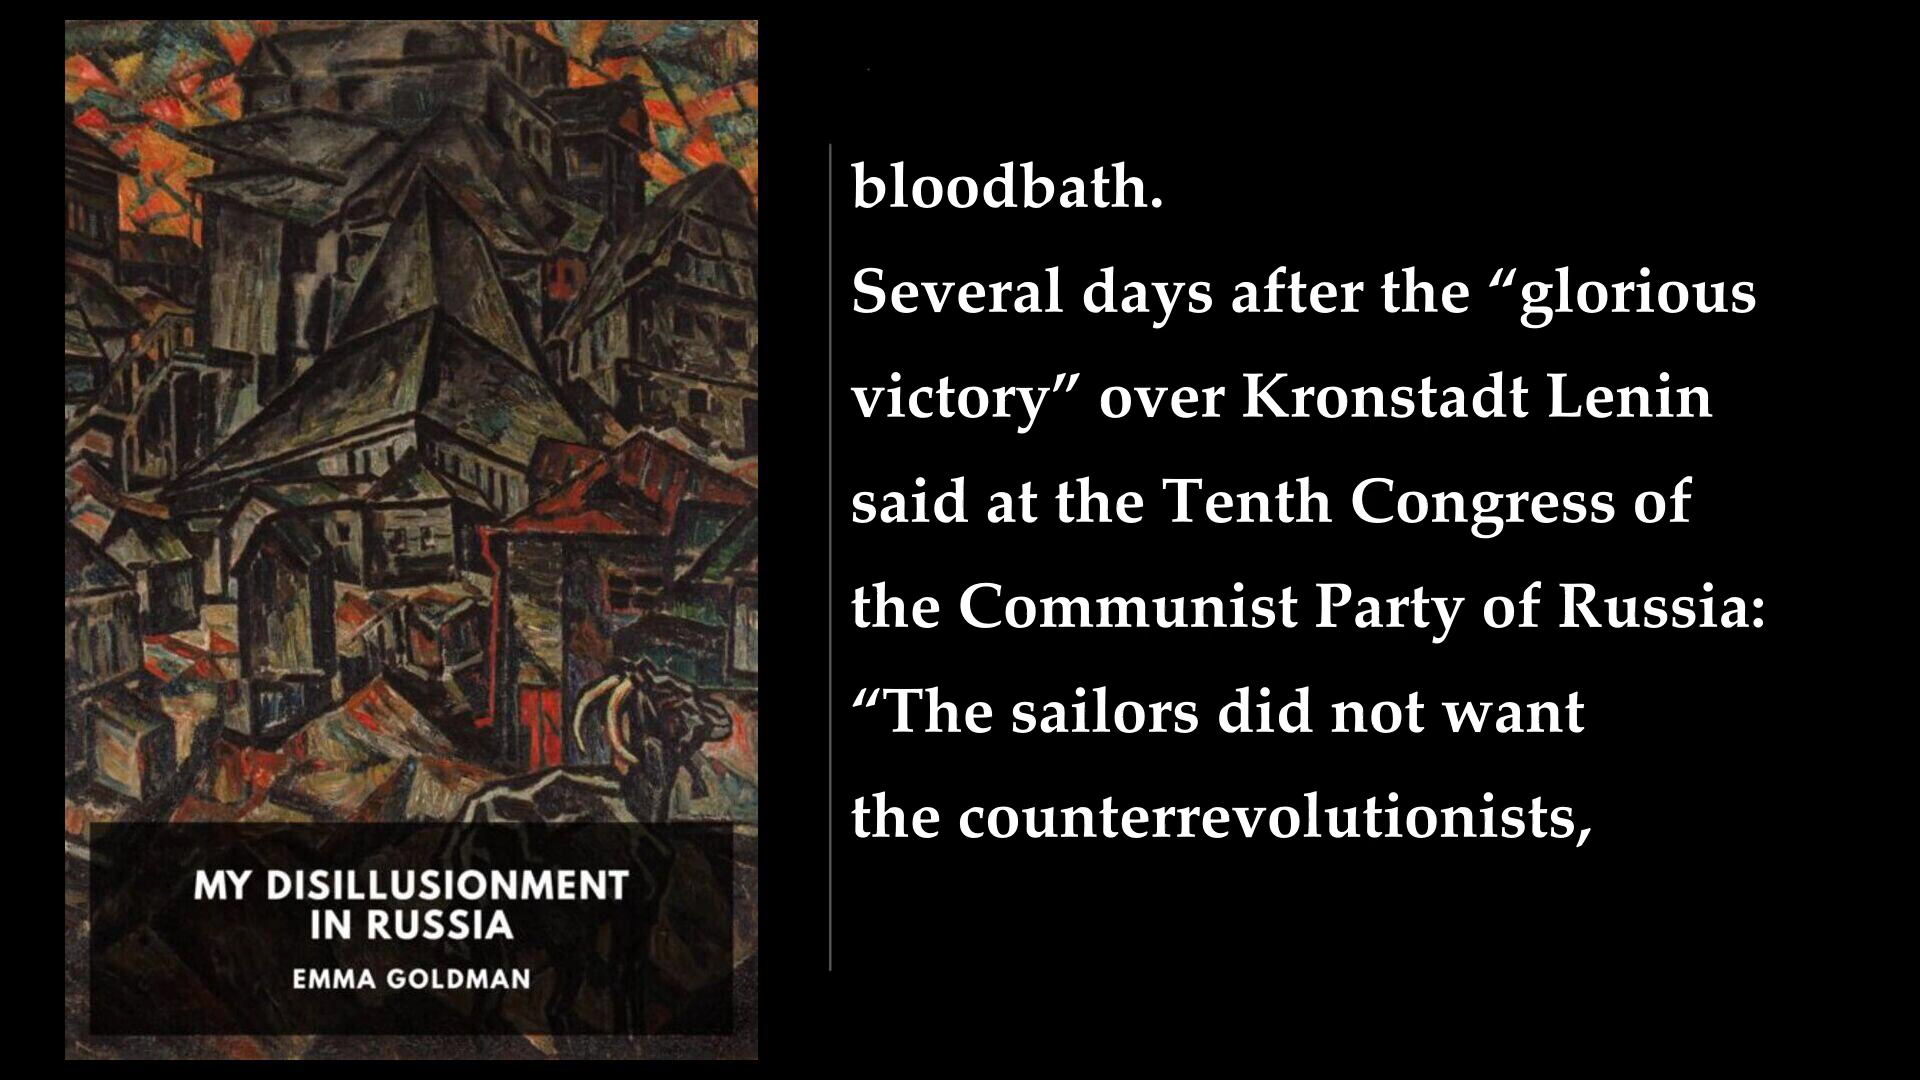 MY DISILLUSIONMENT
IN RUSSIA
EMMA GOLDMAN
bloodbath.
Several days after the “glorious
victory” over Kronstadt Lenin
said at the Tenth Congress of
the Communist Party of Russia:
“The sailors did not want
the counterrevolutionists,